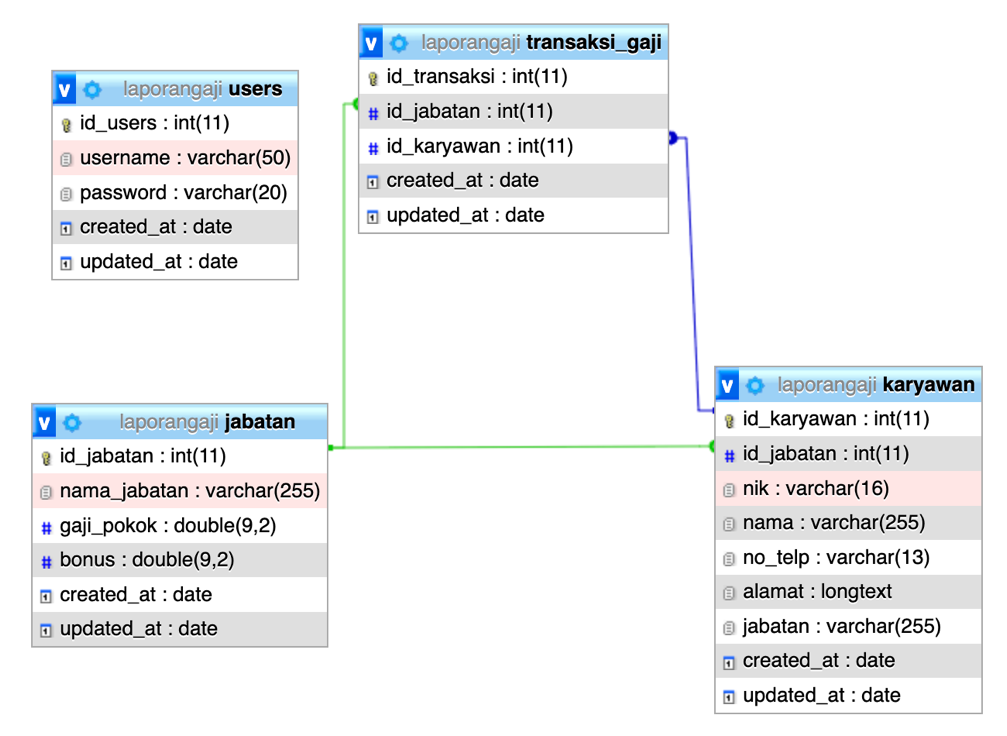 v laporangaji users
id_users : int(11)
username : varchar(50)
password : varchar(20)
created_at : date
updated_at : date
v laporangaji transaksi_gaji
id_transaksi : int(11)
# id_jabatan : int(11)
# id_karyawan : int(11)
created_at : date
updated_at : date
v laporangaji jabatan
id_jabatan : int(11)
nama_jabatan : varchar(255)
# gaji_pokok : double(9,2)
# bonus : double(9,2)
created_at : date
updated_at : date
v laporangaji karyawan
id_karyawan : int(11)
# id_jabatan : int(11)
nik : varchar(16)
nama : varchar(255)
no_telp : varchar(13)
alamat : longtext
jabatan : varchar(255)
created_at : date
updated_at : date